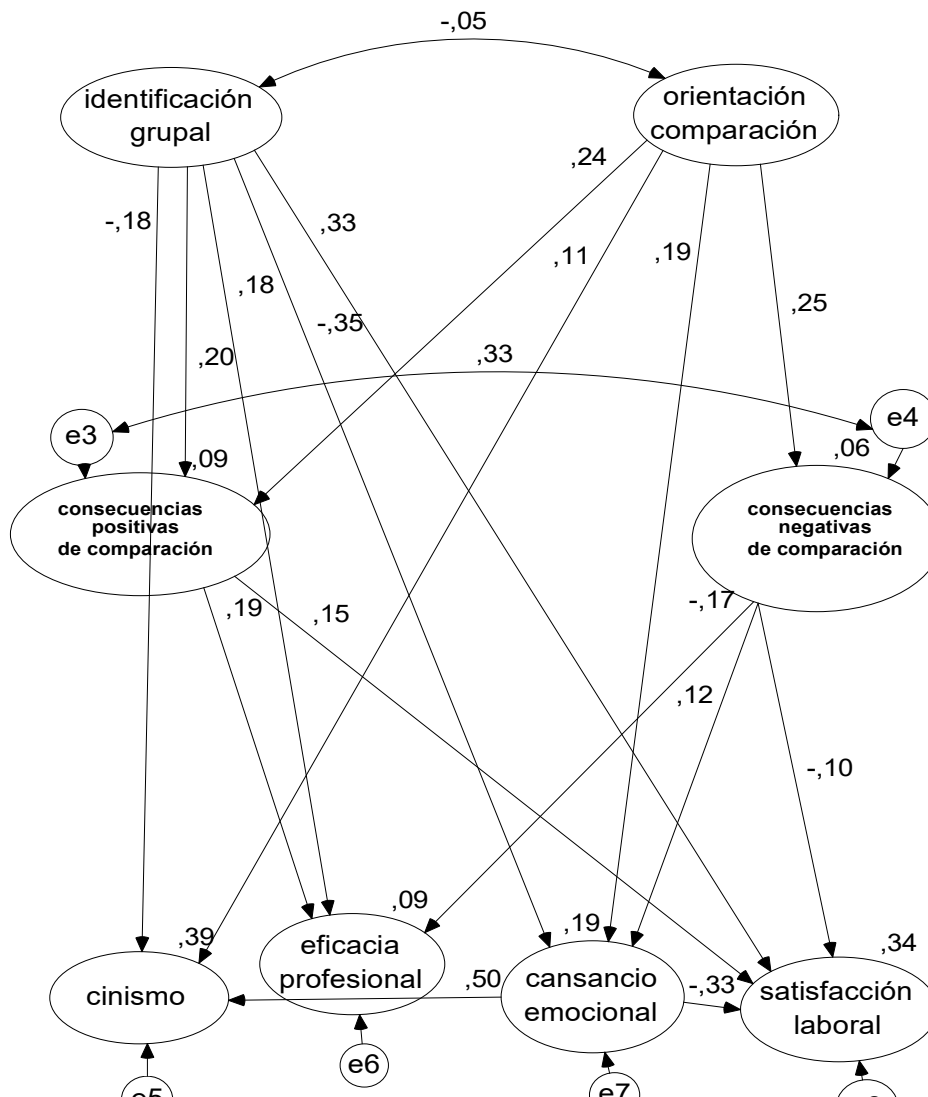 -,05
identificación
grupal
orientación
comparación
,24
-,18
,33
,11
,19
,18
-,35
,25
,20
,33
e3
e4
,09
,06
consecuencias
positivas
de comparación
consecuencias
negativas
de comparación
,19
,15
-,17
,12
-,10
,09
,39
,19
,34
eficacia
profesional
cinismo
,50
cansancio
emocional
-,33
satisfacción
laboral
e6
e5
e7